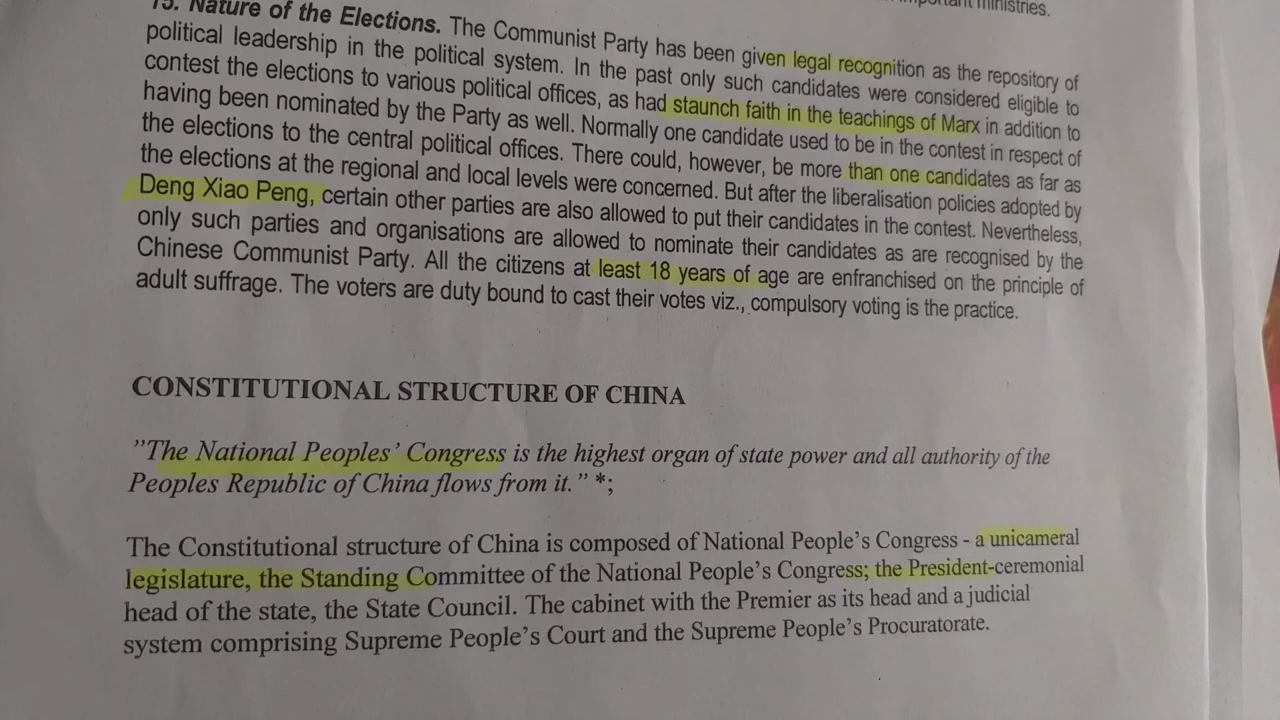 important ministries.
15. Nature of the Elections. The Communist Party has been given legal recognition as the repository of
political leadership in the political system. In the past only such candidates were considered eligible to
contest the elections to various political offices, as had staunch faith in the teachings of Marx in addition to
having been nominated by the Party as well. Normally one candidate used to be in the contest in respect of
the elections to the central political offices. There could, however, be more than one candidates as far as
the elections at the regional and local levels were concerned. But after the liberalisation policies adopted by
Deng Xiao Peng, certain other parties are also allowed to put their candidates in the contest. Nevertheless,
only such parties and organisations are allowed to nominate their candidates as are recognised by the
Chinese Communist Party. All the citizens at least 18 years of age are enfranchised on the principle of
adult suffrage. The voters are duty bound to cast their votes viz., compulsory voting is the practice.
CONSTITUTIONAL STRUCTURE OF CHINA
”The National Peoples’ Congress is the highest organ of state power and all authority of the
Peoples Republic of China flows from it.” *;
The Constitutional structure of China is composed of National People’s Congress - a unicameral
legislature, the Standing Committee of the National People’s Congress; the President-ceremonial
head of the state, the State Council. The cabinet with the Premier as its head and a judicial
system comprising Supreme People’s Court and the Supreme People’s Procuratorate.